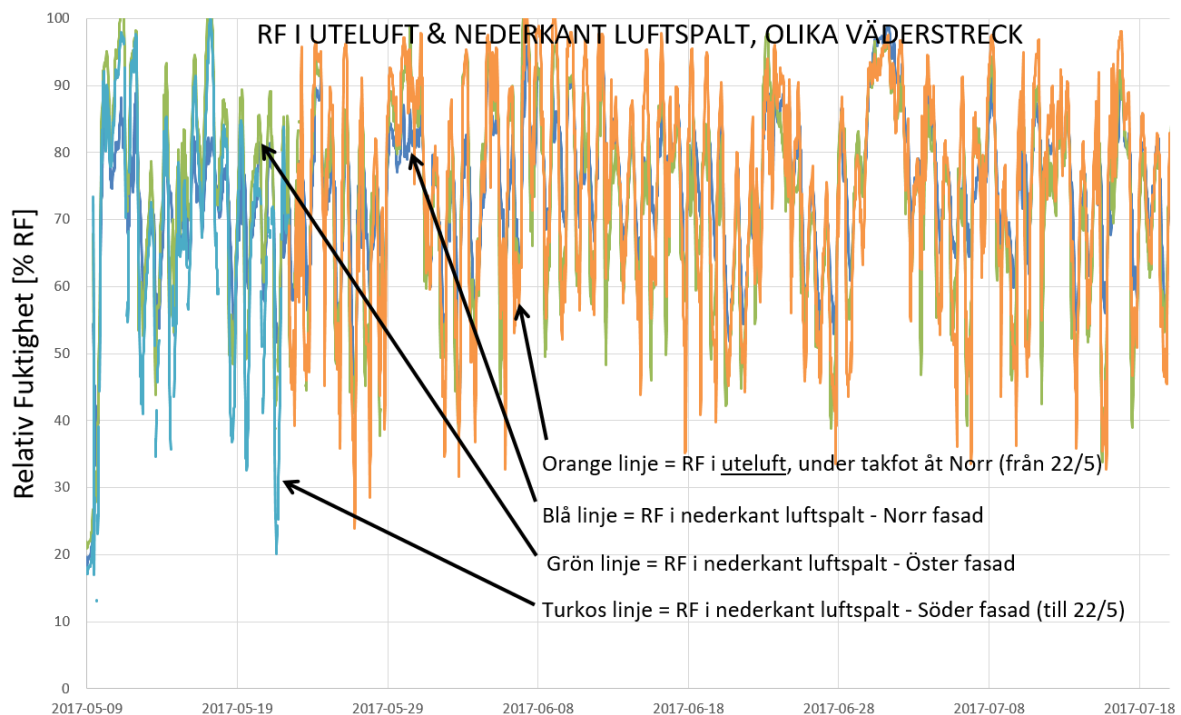 RF I UTELUFT & NEDERKANT LUFTSPALT, OLIKA VÄDERSTRECK
Relativ Fuktighet [% RF]
100
90
80
70
60
50
40
30
20
10
0
Orange linje = RF i uteluft, under takfot åt Norr (från 22/5)
Blå linje = RF i nederkant luftspalt - Norr fasad
Grön linje = RF i nederkant luftspalt - Öster fasad
Turkos linje = RF i nederkant luftspalt - Söder fasad (till 22/5)
2017-05-09 2017-05-19 2017-05-29 2017-06-08 2017-06-18 2017-06-28 2017-07-08 2017-07-18